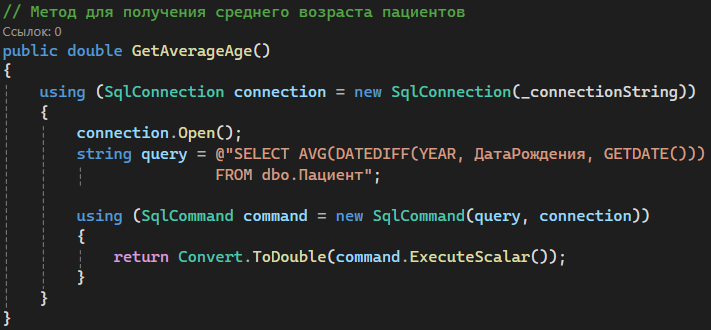 // Метод для получения среднего возраста пациентов
Ссылок: 0
public double GetAverageAge()
{
using (SqlConnection connection = new SqlConnection(_connectionString))
{
connection.Open();
string query = @"SELECT AVG(DATEDIFF(YEAR, ДатаРождения, GETDATE()))
FROM dbo.Пациент";
using (SqlCommand command = new SqlCommand(query, connection))
{
return Convert.ToDouble(command.ExecuteScalar());
}
}
}